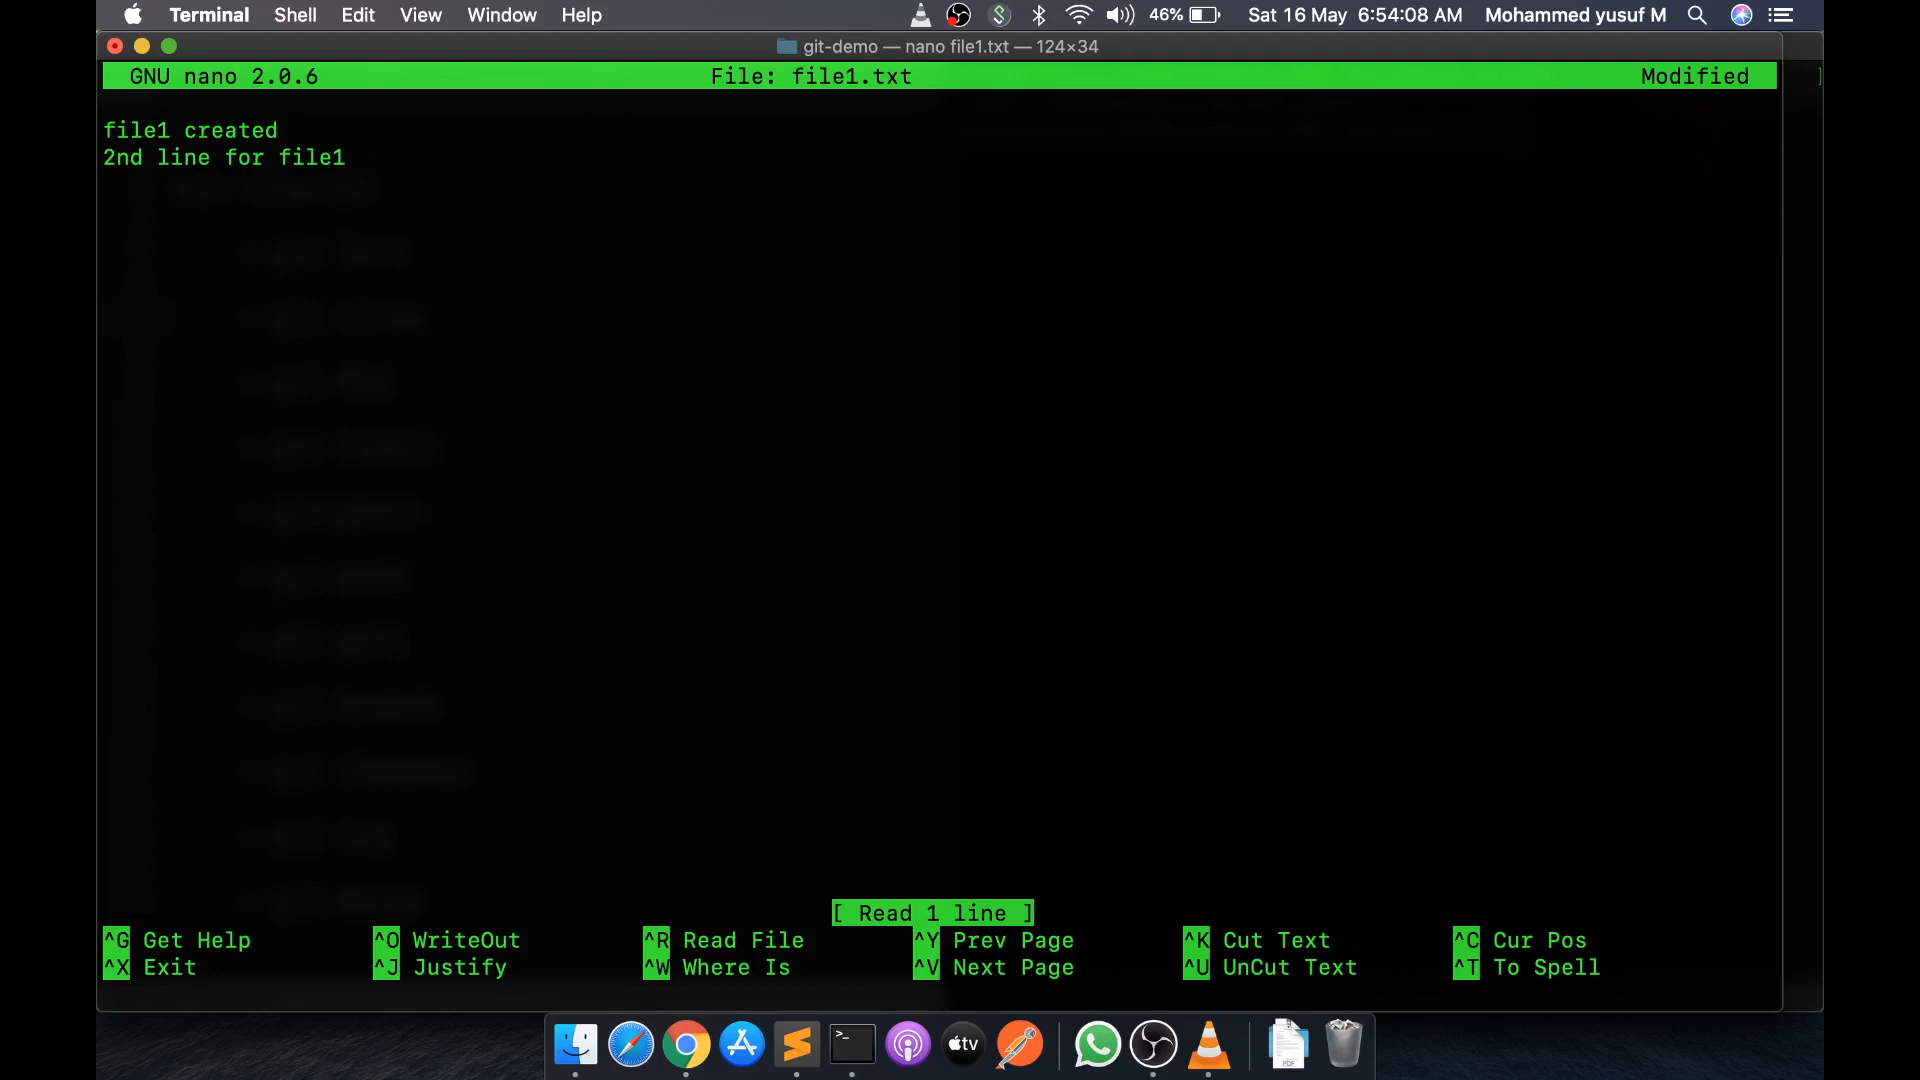 Terminal Shell Edit View Window Help 46% Sat 16 May 6:54:08 AM Mohammed yusuf M
git-demo — nano file1.txt — 124×34
GNU nano 2.0.6 File: file1.txt Modified
file1 created
2nd line for file1
[ Read 1 line ]
^G Get Help ^O WriteOut ^R Read File ^Y Prev Page ^K Cut Text ^C Cur Pos
^X Exit ^J Justify ^W Where Is ^V Next Page ^U UnCut Text ^T To Spell
tv
PDF